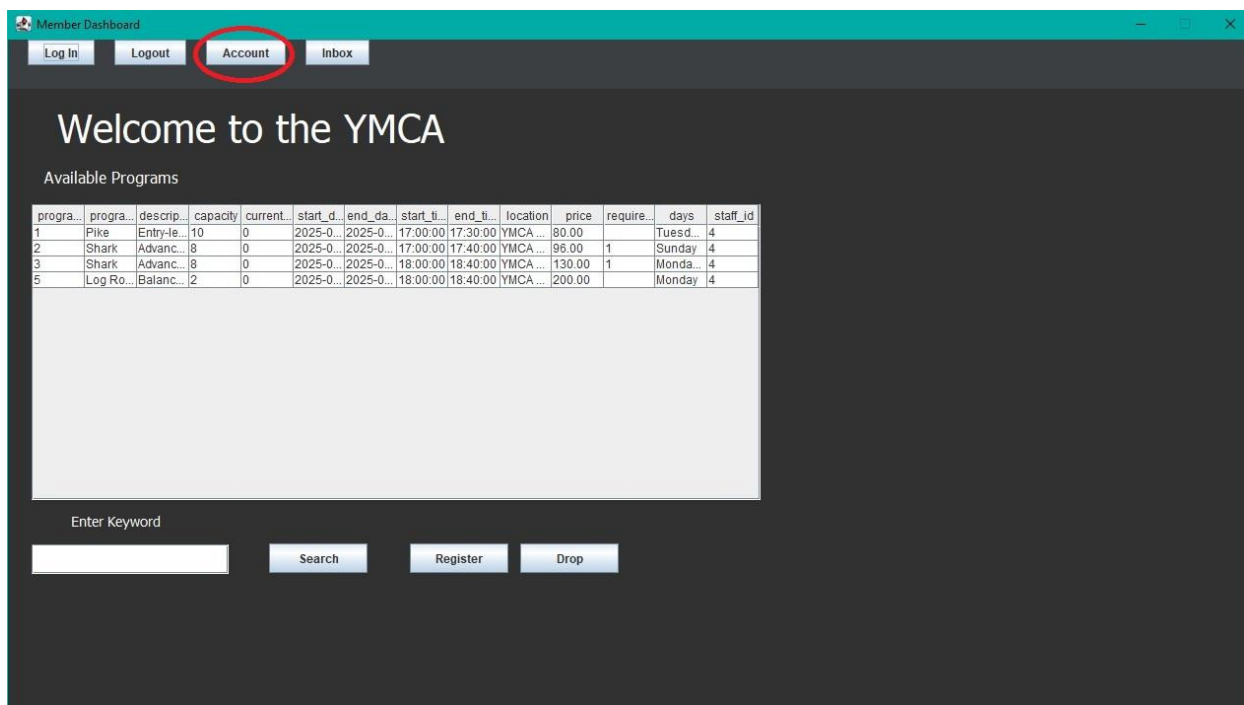 Member Dashboard
Log In Logout Account Inbox
Welcome to the YMCA
Available Programs
progra... progra... descrip... capacity current... start_d... end_da... start_ti... end_ti... location price require... days staff_id
1 Pike Entry-le... 10 0 2025-0... 2025-0... 17:00:00 17:30:00 YMCA ... 80.00 Tuesd... 4
2 Shark Advanc... 8 0 2025-0... 2025-0... 17:00:00 17:40:00 YMCA ... 96.00 1 Sunday 4
3 Shark Advanc... 8 0 2025-0... 2025-0... 18:00:00 18:40:00 YMCA ... 130.00 1 Monda... 4
5 Log Ro... Balanc... 2 0 2025-0... 2025-0... 18:00:00 18:40:00 YMCA ... 200.00 Monday 4
Enter Keyword
Search Register Drop